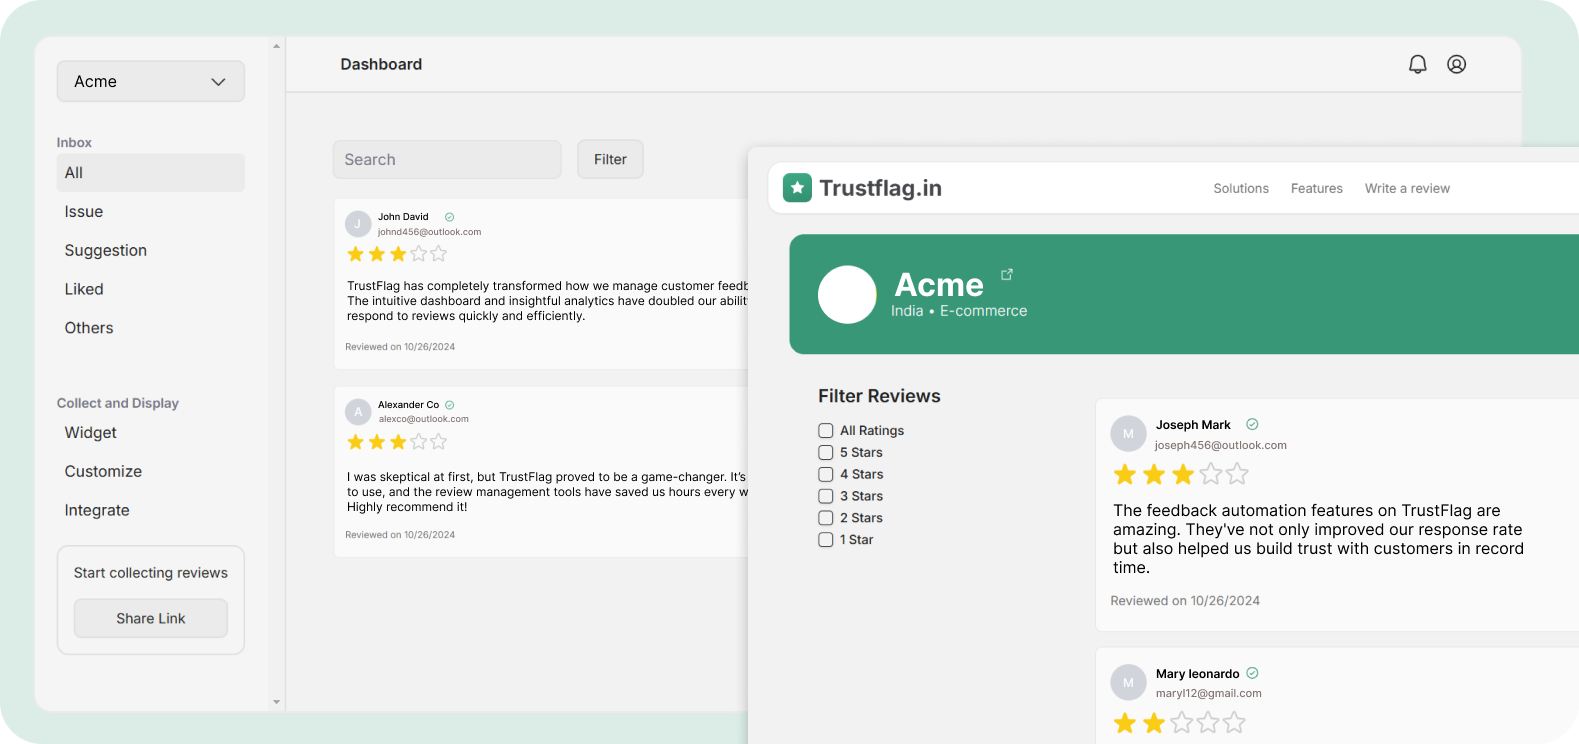 Acme
Inbox
All
Issue
Suggestion
Liked
Others
Collect and Display
Widget
Customize
Integrate
Start collecting reviews
Share Link
Dashboard
Search
Filter
J
John David
johnd456@outlook.com
TrustFlag has completely transformed how we manage customer feedb
The intuitive dashboard and insightful analytics have doubled our abilit
respond to reviews quickly and efficiently.
Reviewed on 10/26/2024
A
Alexander Co
alexco@outlook.com
I was skeptical at first, but TrustFlag proved to be a game-changer. It's
to use, and the review management tools have saved us hours every w
Highly recommend it!
Reviewed on 10/26/2024
Trustflag.in
Solutions
Features
Write a review
Acme
India • E-commerce
Filter Reviews
All Ratings
5 Stars
4 Stars
3 Stars
2 Stars
1 Star
M
Joseph Mark
joseph456@outlook.com
The feedback automation features on TrustFlag are
amazing. They've not only improved our response rate
but also helped us build trust with customers in record
time.
Reviewed on 10/26/2024
M
Mary leonardo
maryl12@gmail.com